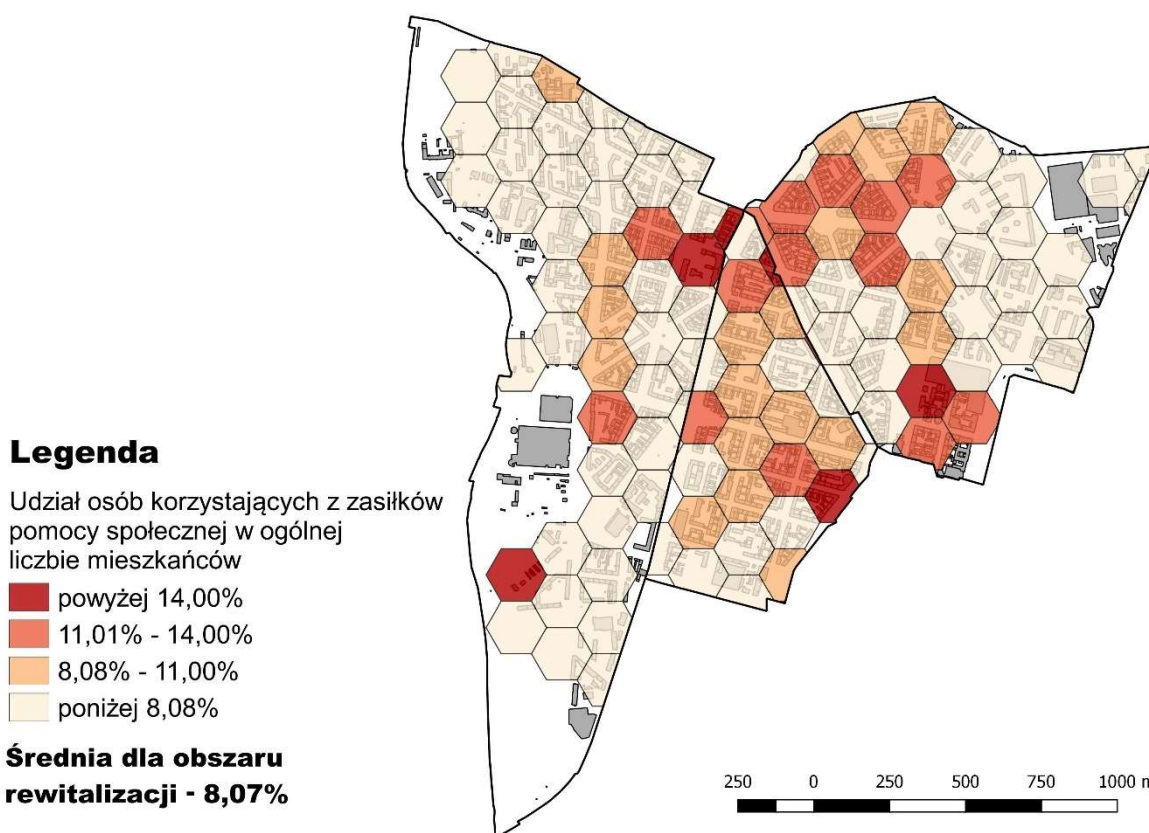 Legenda
Udział osób korzystających z zasiłków
pomocy społecznej w ogólnej
liczbie mieszkańców
powyżej 14,00%
11,01% - 14,00%
8,08% - 11,00%
poniżej 8,08%
Średnia dla obszaru
rewitalizacji - 8,07%
250 0 250 500 750 1000 m